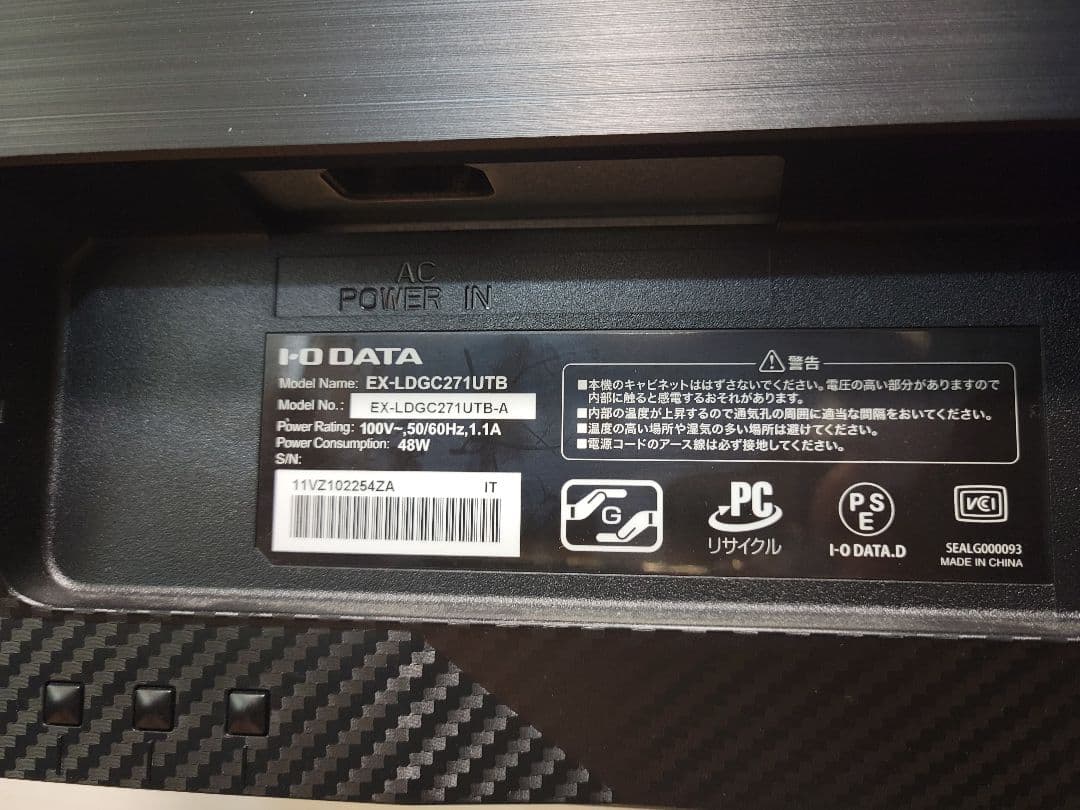 AC
POWER IN
I-O DATA
Model Name: EX-LDGC271UTB
Model No.: EX-LDGC271UTB-A
Power Rating: 100V~,50/60Hz,1.1A
Power Consumption: 48W
S/N:
11VZ102254ZA IT
警告
■本機のキャビネットははずさないでください。電圧の高い部分がありますので
内部に触ると感電するおそれがあります。
■内部の温度が上昇するので通気孔の周囲に適当な間隔をおいてください。
■温度の高い場所や湿気の多い場所は避けてください。
■電源コードのアース線は必ず接地してください。
G
PC
リサイクル
PS
E
I-O DATA.D
VCCI
SEALG000093
MADE IN CHINA